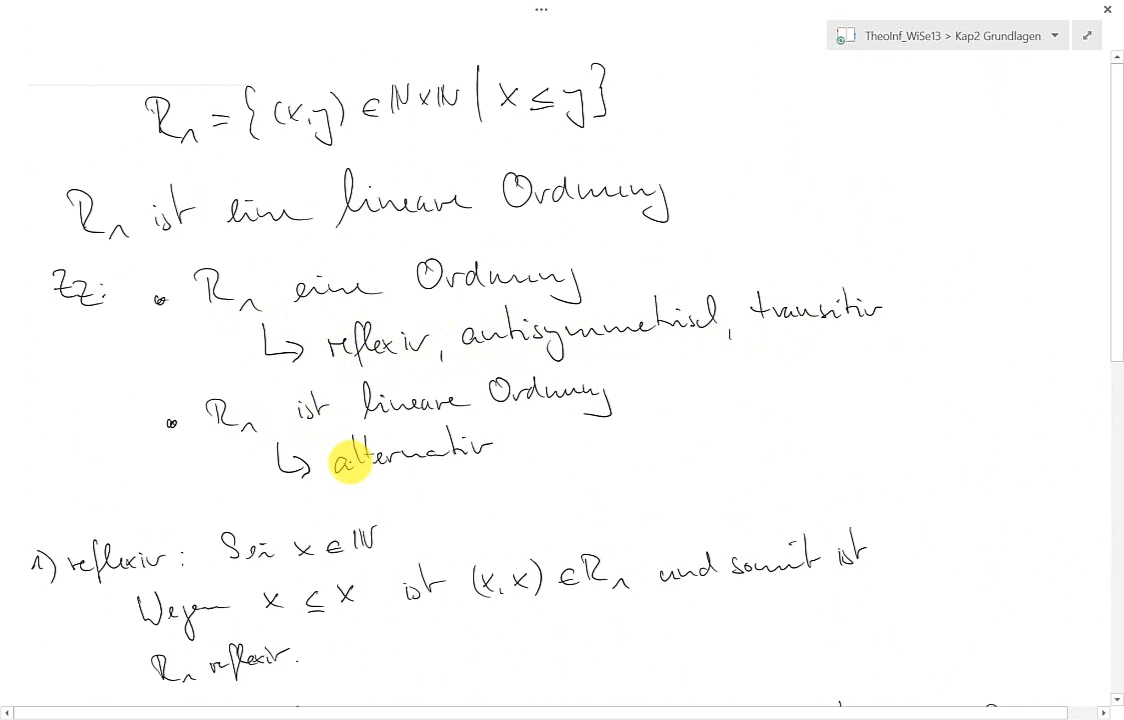 ...
TheoInf_WiSe13 > Kap2 Grundlagen
R₁ = {(x,y) ∈ ℕ×ℕ | x ≤ y}
R₁ ist eine lineare Ordnung
ZZ: • R₁ eine Ordnung
↳ reflexiv, antisymmetrisch, transitiv
• R₁ ist lineare Ordnung
↳ alternativ
1) reflexiv: Sei x ∈ ℕ
Wegen x ≤ x ist (x,x) ∈ R₁ und somit ist
R₁ reflexiv.